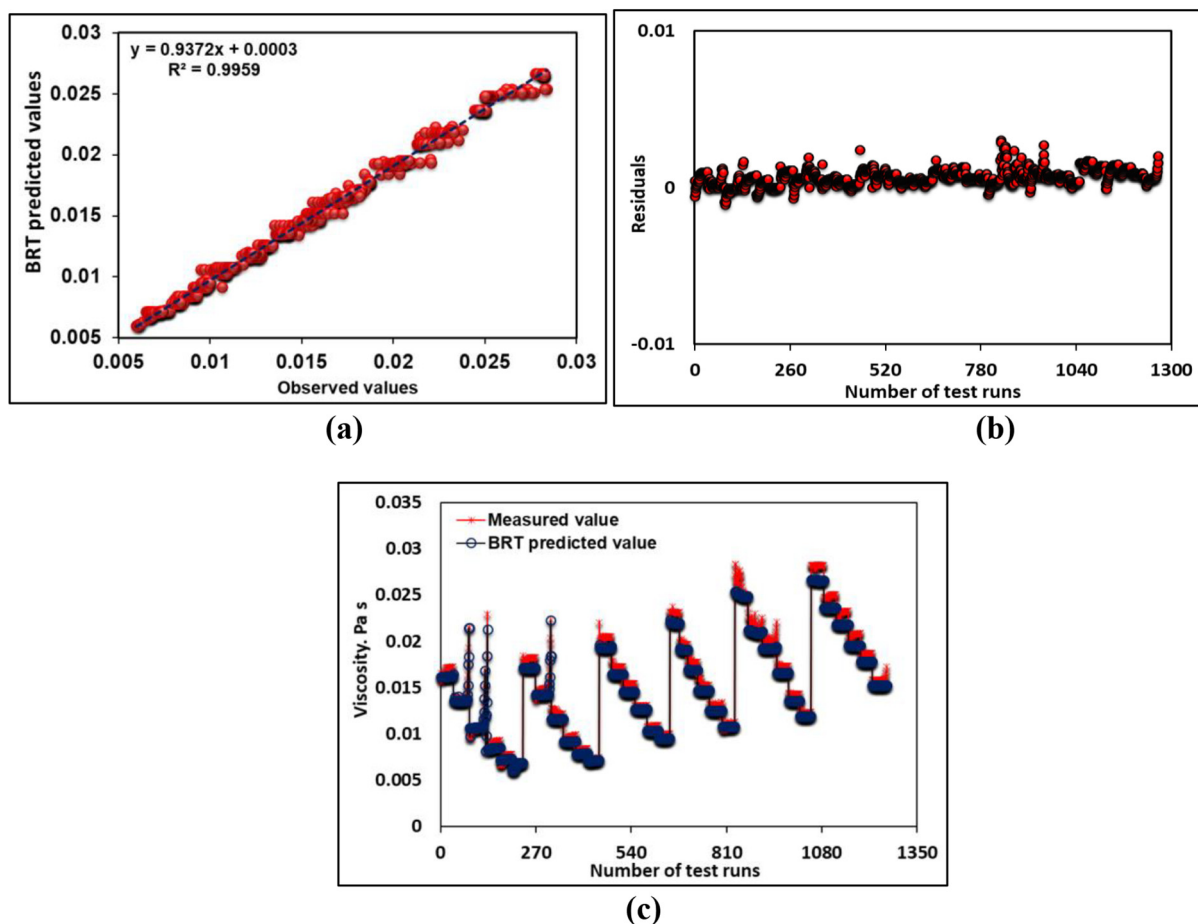 0.03
y = 0.9372x + 0.0003
R² = 0.9959
0.025
0.02
0.015
0.01
0.005
0.005 0.01 0.015 0.02 0.025 0.03
BRT predicted values
Observed values
(a)
0.01
0
-0.01
0 260 520 780 1040 1300
Residuals
Number of test runs
(b)
0.035
Measured value
0.03
BRT predicted value
0.025
0.02
0.015
0.01
0.005
0
0 270 540 810 1080 1350
Viscosity. Pa s
Number of test runs
(c)